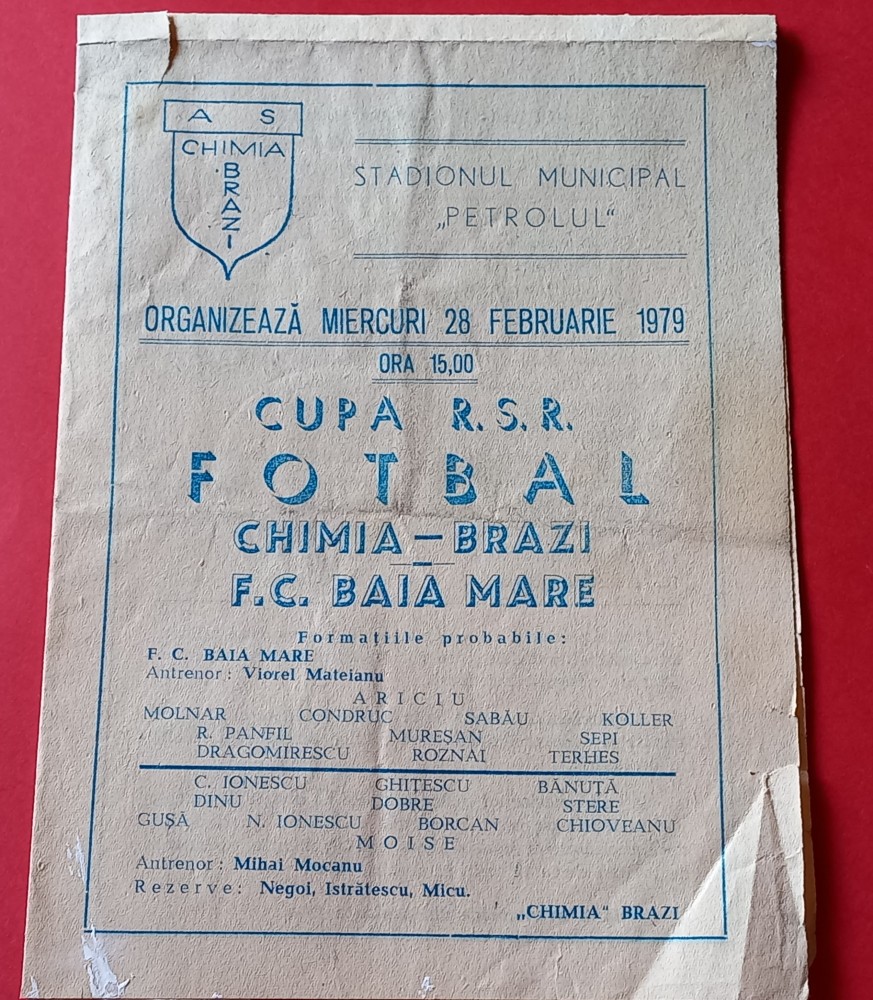 A S
CHIMIA
BRAZI
STADIONUL MUNICIPAL
„PETROLUL“
ORGANIZEAZĂ MIERCURI 28 FEBRUARIE 1979
ORA 15,00
CUPA R.S.R.
FOTBAL
CHIMIA – BRAZI
–
F.C. BAIA MARE
Formațiile probabile:
F. C. BAIA MARE
Antrenor: Viorel Mateianu
ARICIU
MOLNAR CONDRUC SABĂU KOLLER
R. PANFIL MUREȘAN SEPI
DRAGOMIRESCU ROZNAI TERHES
C. IONESCU GHIȚESCU BĂNUȚĂ
DINU DOBRE STERE
GUȘĂ N. IONESCU BORCAN CHIOVEANU
MOISE
Antrenor: Mihai Mocanu
Rezerve: Negoi, Istrătescu, Micu.
„CHIMIA“ BRAZI